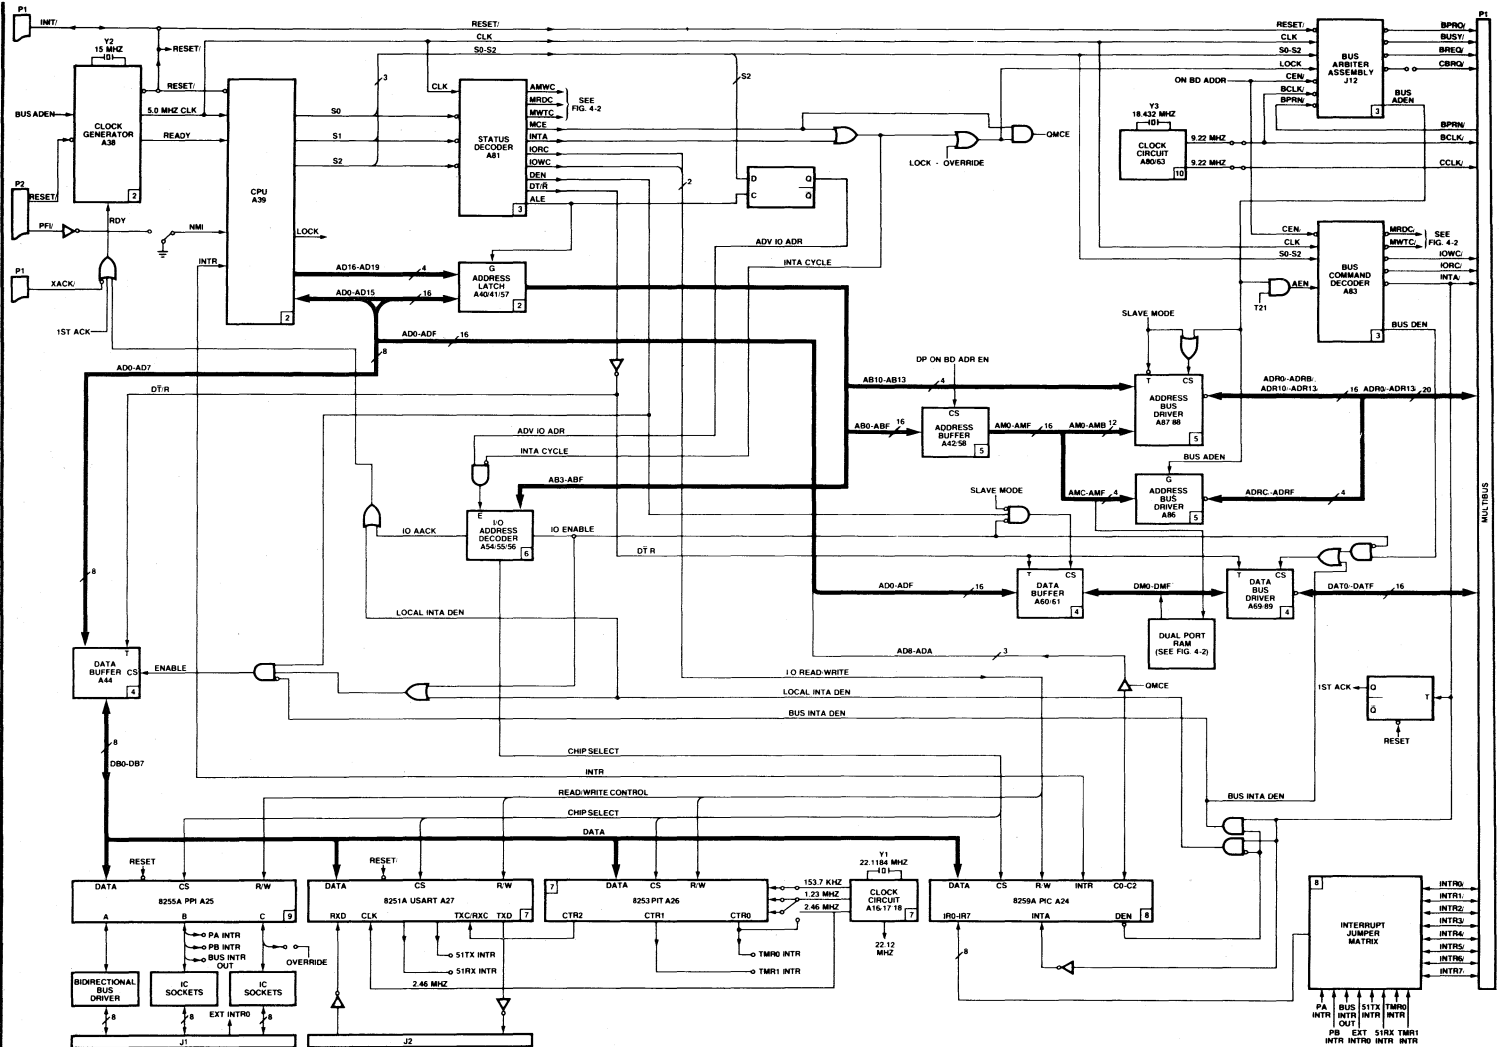 P1
INIT/
RESET/
CLK
S0-S2
Y2
15 MHZ
RESET/
RESET/
BUS ADEN
CLOCK
GENERATOR
A38
2
5.0 MHZ CLK
READY
P2
RESET/
PFI/
RDY
NMI
P1
XACK/
1ST ACK
INTR
CPU
A39
2
3
S0
S1
S2
LOCK
AD16-AD19
4
AD0-AD15
16
CLK
STATUS
DECODER
A81
3
AMWC
MRDC
MWTC
SEE
FIG. 4-2
MCE
INTA
IORC
IOWC
DEN
DT/R̅
ALE
2
S2
D
C
Q
Q̅
LOCK - OVERRIDE
QMCE
ADV IO ADR
INTA CYCLE
G
ADDRESS
LATCH
A40/41/57
2
AD0-ADF
16
8
AD0-AD7
DT̅/R
Y3
18.432 MHZ
CLOCK
CIRCUIT
A80/63
10
9.22 MHZ
9.22 MHZ
RESET/
CLK
S0-S2
LOCK
ON BD ADDR
CEN/
BCLK/
BPRN/
BUS
ARBITER
ASSEMBLY
J12
3
BUS
ADEN
P1
BPRO/
BUSY/
BREQ/
CBRQ/
BPRN/
BCLK/
CCLK/
CEN/
CLK
S0-S2
AEN
T21
BUS
COMMAND
DECODER
A83
3
MRDC/
MWTC/
SEE
FIG. 4-2
IOWC/
IORC/
INTA/
BUS DEN
SLAVE MODE
DP ON BD ADR EN
AB10-AB13
4
T
CS
ADDRESS
BUS
DRIVER
A87/88
5
ADR0/-ADRB/,
ADR10/-ADR13/
16
ADR0/-ADR13/
20
AB0-ABF
16
CS
ADDRESS
BUFFER
A42/58
5
AM0-AMF
16
AM0-AMB
12
BUS ADEN
AMC-AMF
4
G
ADDRESS
BUS
DRIVER
A86
5
ADRC/-ADRF/
4
MULTIBUS
ADV IO ADR
INTA CYCLE
AB3-ABF
E
I/O
ADDRESS
DECODER
A54/55/56
6
IO AACK
IO ENABLE
SLAVE MODE
DT̅ R
8
AD0-ADF
16
T
CS
DATA
BUFFER
A60/61
4
DM0-DMF
T
CS
DATA
BUS
DRIVER
A69/89
4
DAT0/-DATF/
16
DUAL PORT
RAM
(SEE FIG. 4-2)
LOCAL INTA DEN
T
DATA
BUFFER
A44
CS
4
ENABLE
AD8-ADA
3
I O READ/WRITE
QMCE
LOCAL INTA DEN
BUS INTA DEN
1ST ACK
Q
Q̅
T
RESET
8
DB0-DB7
CHIP SELECT
INTR
READ/WRITE CONTROL
CHIP SELECT
DATA
BUS INTA DEN
RESET
DATA
CS
R/W
8255A PPI A25
A
B
C
9
PA INTR
PB INTR
BUS INTR
OUT
OVERRIDE
BIDIRECTIONAL
BUS
DRIVER
IC
SOCKETS
IC
SOCKETS
8
8
EXT INTR0
8
J1
RESET/
DATA
CS
R/W
8251A USART A27
RXD
CLK
TXC/RXC
TXD
7
51TX INTR
51RX INTR
2.46 MHZ
J2
7
DATA
CS
R/W
8253 PIT A26
CTR2
CTR1
CTR0
TMR0 INTR
TMR1 INTR
153.7 KHZ
1.23 MHZ
2.46 MHZ
Y1
22.1184 MHZ
CLOCK
CIRCUIT
A16/17/18
7
22.12
MHZ
DATA
CS
R/W
INTR
C0-C2
8259A PIC A24
IR0-IR7
INTA
DEN
8
8
8
INTERRUPT
JUMPER
MATRIX
INTR0/
INTR1/
INTR2/
INTR3/
INTR4/
INTR5/
INTR6/
INTR7/
PA
INTR
BUS
INTR
OUT
51TX
INTR
TMR0
INTR
PB
INTR
EXT
INTR0
51RX
INTR
TMR1
INTR